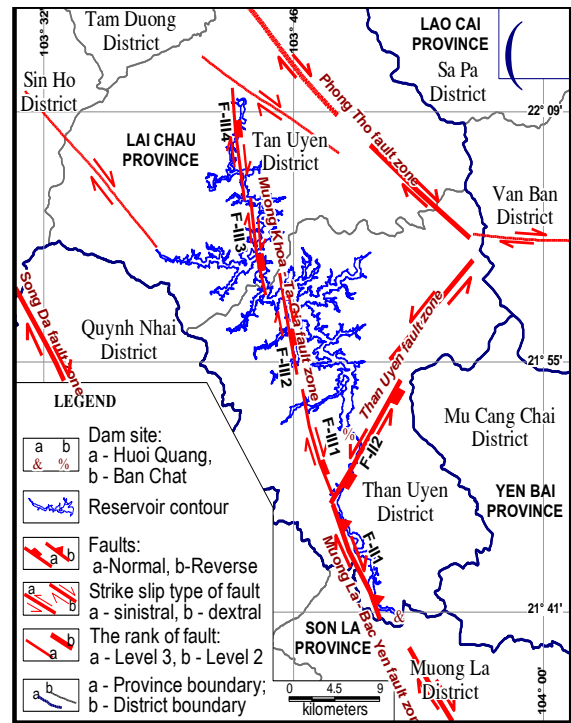 103° 32'
103° 46
Tam Duong
District
LAO CAI
PROVINCE
Sa Pa
District
Sin Ho
District
Phong Tho fault zone
22° 09
F-III4
LAI CHAU
PROVINCE
Tan Uyen
District
Muong Khoa - Ta Gia fault zone
Van Ban
District
F-III3
Song Da fault zone
Quynh Nhai
District
F-III2
Than Uyen fault zone
21° 55
LEGEND
a b
& %
Dam site:
a - Huoi Quang,
b - Ban Chat
Reservoir contour
a b
Faults:
a-Normal, b-Reverse
a b
Strike slip type of fault
a - sinistral, b - dextral
a b
The rank of fault:
a - Level 3, b - Level 2
a b
a - Province boundary;
b - District boundary
F-III1
%
F-II2
Mu Cang Chai
District
Than Uyen
District
YEN BAI
PROVINCE
F-II1
Muong La - Bac Yen fault zone
&
21° 41
SON LA
PROVINCE
Muong La
District
104° 00'
0 4.5 9
kilometers